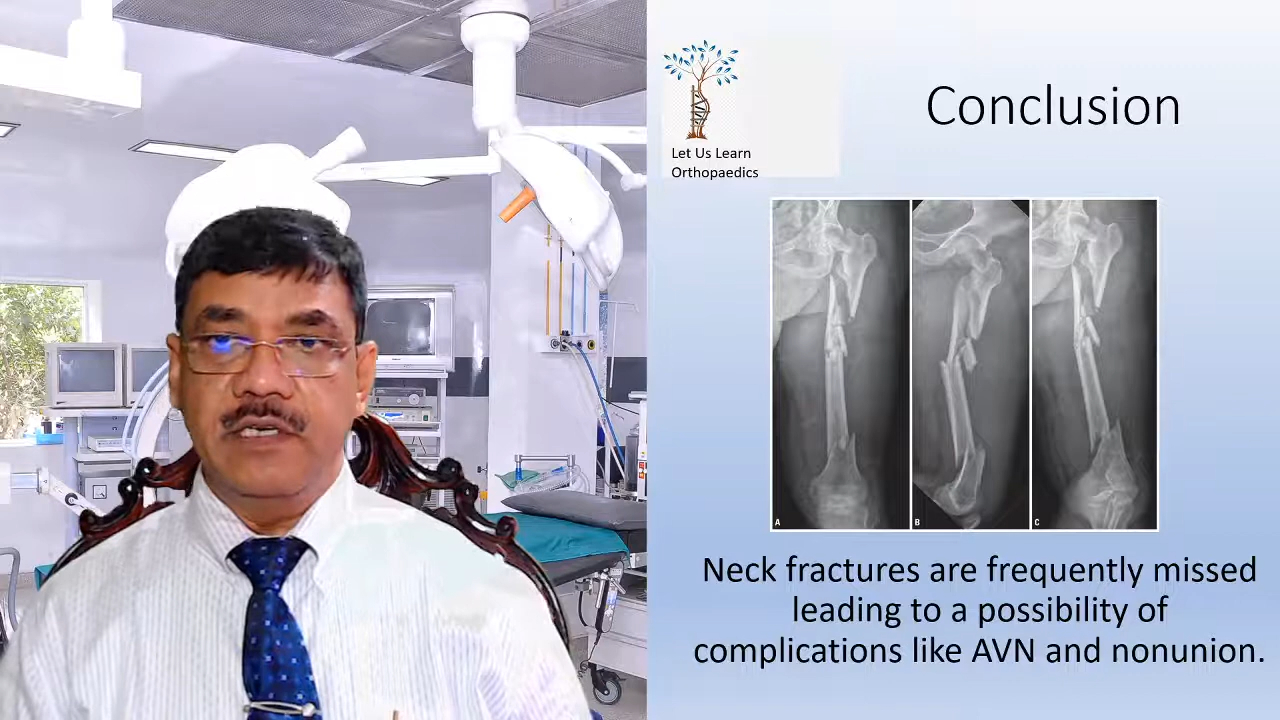 Let Us Learn
Orthopaedics
Conclusion
A
B
C
Neck fractures are frequently missed
leading to a possibility of
complications like AVN and nonunion.